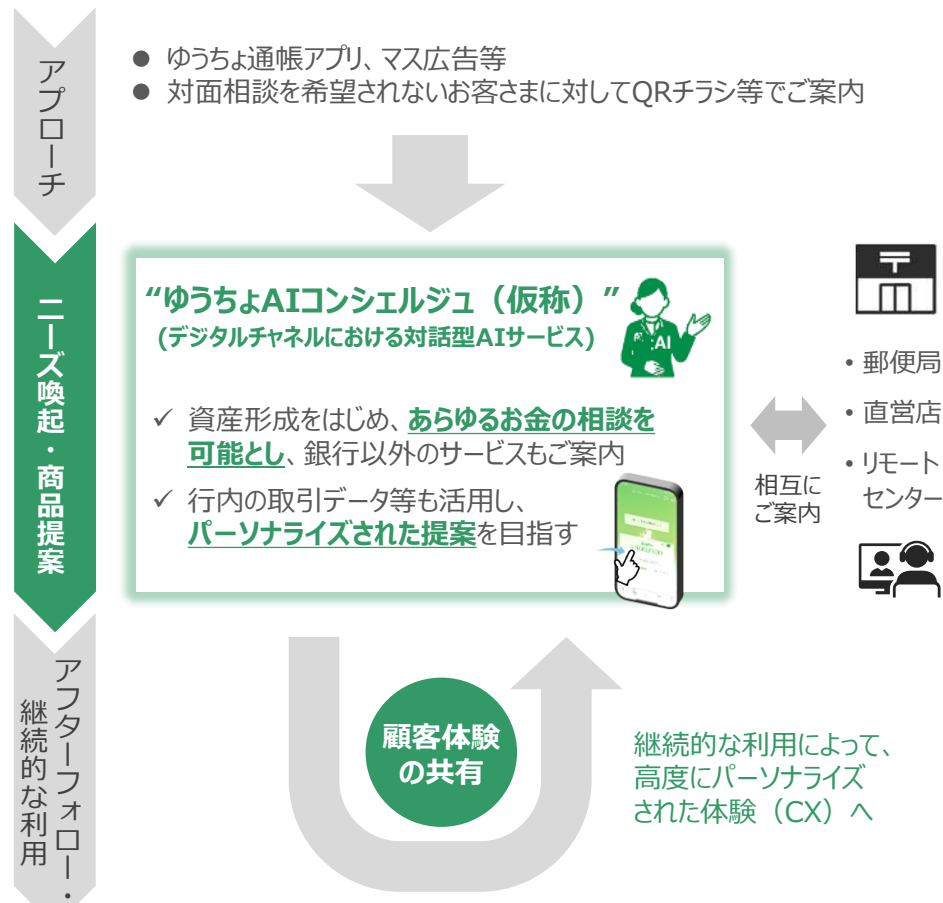 アプローチ
● ゆうちょ通帳アプリ、マス広告等
● 対面相談を希望されないお客さまに対してQRチラシ等でご案内
ニーズ喚起・商品提案
“ゆうちょAIコンシェルジュ（仮称）”
(デジタルチャネルにおける対話型AIサービス)
AI
✓ 資産形成をはじめ、あらゆるお金の相談を
可能とし、銀行以外のサービスもご案内
✓ 行内の取引データ等も活用し、
パーソナライズされた提案を目指す
相互に
ご案内
〒
• 郵便局
• 直営店
• リモート
センター
アフターフォロー・
継続的な利用
顧客体験
の共有
継続的な利用によって、
高度にパーソナライズ
された体験（CX）へ